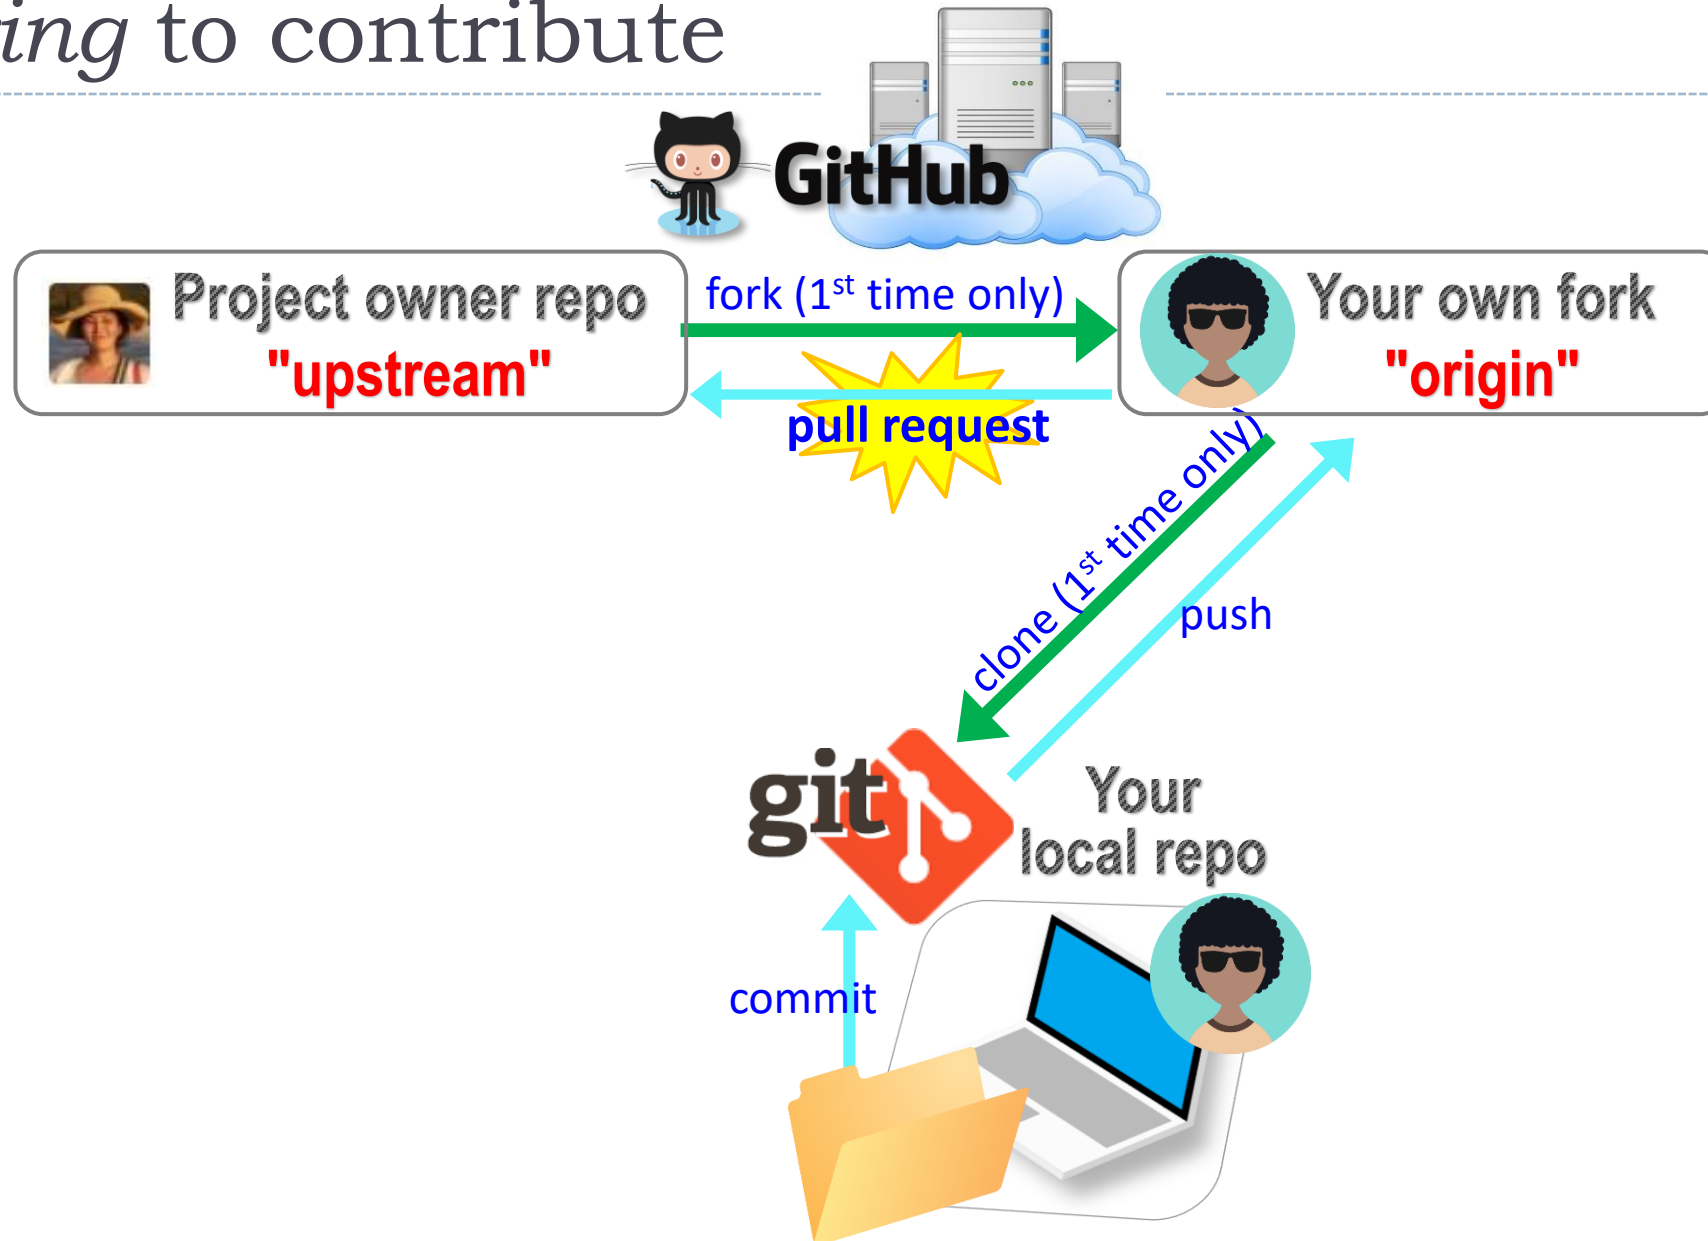 ing to contribute
GitHub
Project owner repo
"upstream"
fork (1st time only)
pull request
Your own fork
"origin"
clone (1st time only)
push
git
Your
local repo
commit